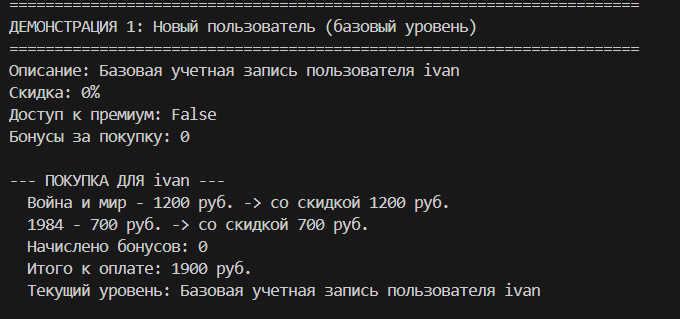 ======================================================================
ДЕМОНСТРАЦИЯ 1: Новый пользователь (базовый уровень)
======================================================================
Описание: Базовая учетная запись пользователя ivan
Скидка: 0%
Доступ к премиум: False
Бонусы за покупку: 0
--- ПОКУПКА ДЛЯ ivan ---
Война и мир - 1200 руб. -> со скидкой 1200 руб.
1984 - 700 руб. -> со скидкой 700 руб.
Начислено бонусов: 0
Итого к оплате: 1900 руб.
Текущий уровень: Базовая учетная запись пользователя ivan